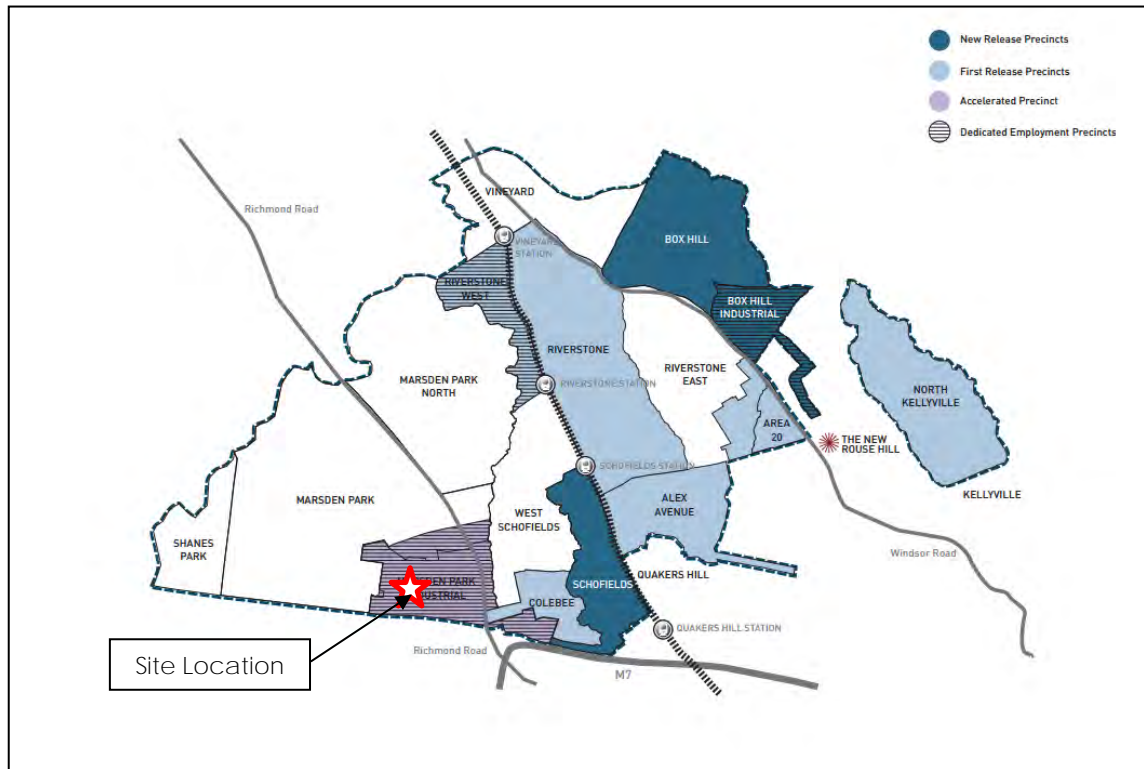 New Release Precincts
First Release Precincts
Accelerated Precinct
Dedicated Employment Precincts
VINEYARD
Richmond Road
VINEYARD
STATION
BOX HILL
RIVERSTONE
WEST
BOX HILL
INDUSTRIAL
RIVERSTONE
RIVERSTONE
EAST
MARSDEN PARK
NORTH
RIVERSTONE STATION
NORTH
KELLYVILLE
AREA
20
THE NEW
ROUSE HILL
SCHOFIELDS STATION
KELLYVILLE
MARSDEN PARK
ALEX
AVENUE
WEST
SCHOFIELDS
SHANES
PARK
Windsor Road
QUAKERS HILL
SCHOFIELDS
PARK
COLEBEE
QUAKERS HILL STATION
Site Location
Richmond Road
M7